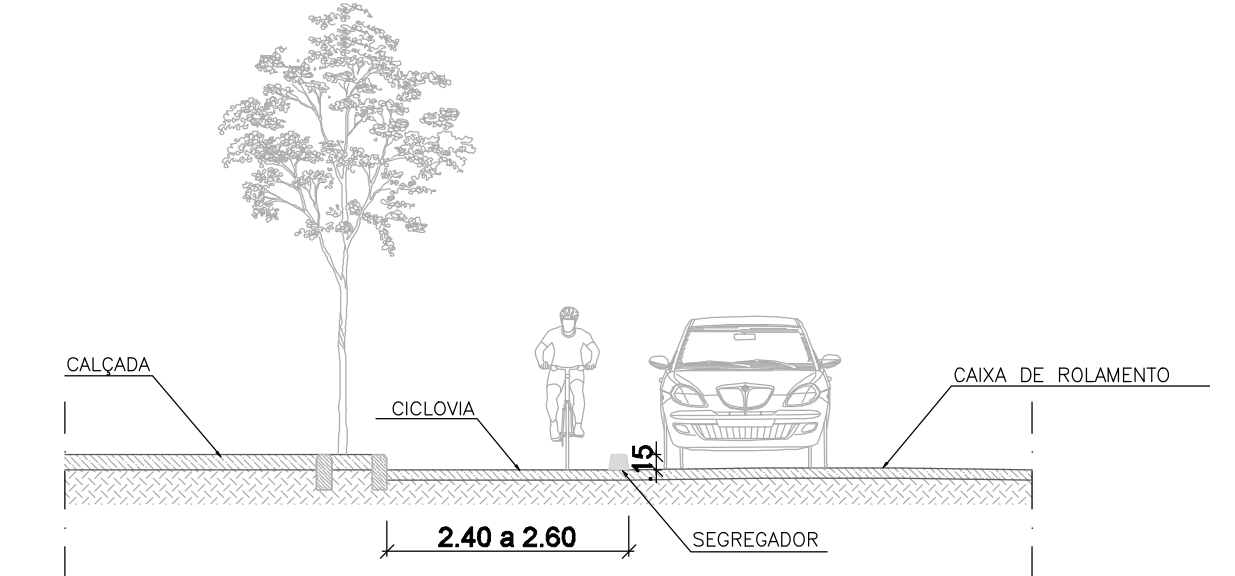 CALÇADA
CAIXA DE ROLAMENTO
CICLOVIA
.15
2.40 a 2.60
SEGREGADOR